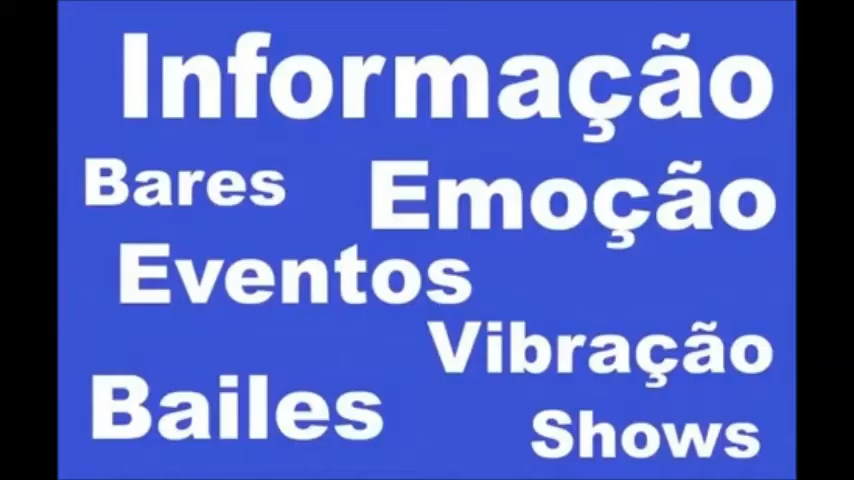 Informação
Bares
Emoção
Eventos
Vibração
Bailes
Shows